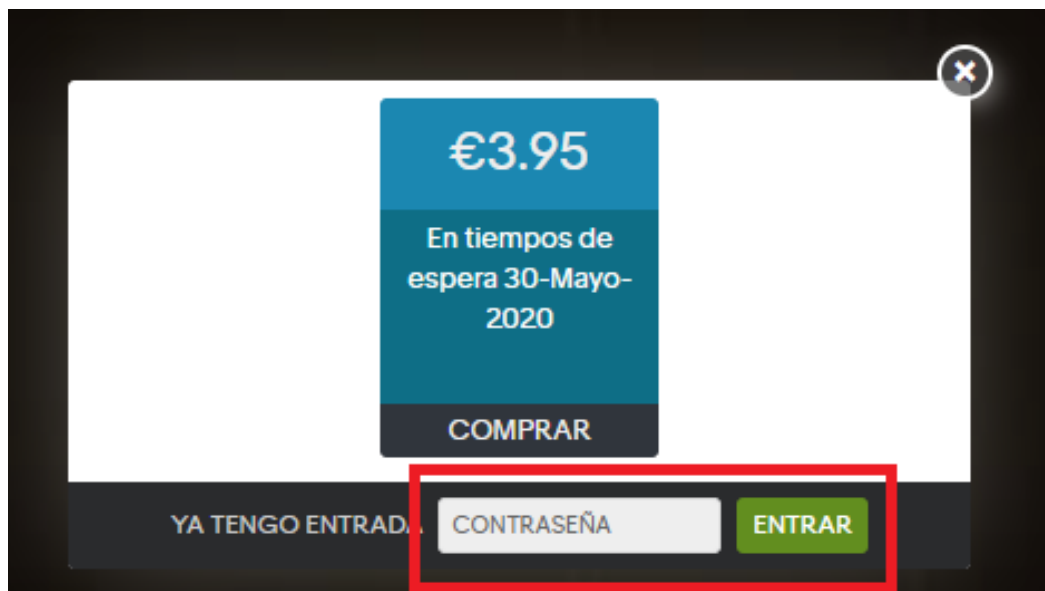 €3.95
En tiempos de
espera 30-Mayo-
2020
COMPRAR
YA TENGO ENTRADA CONTRASEÑA ENTRAR